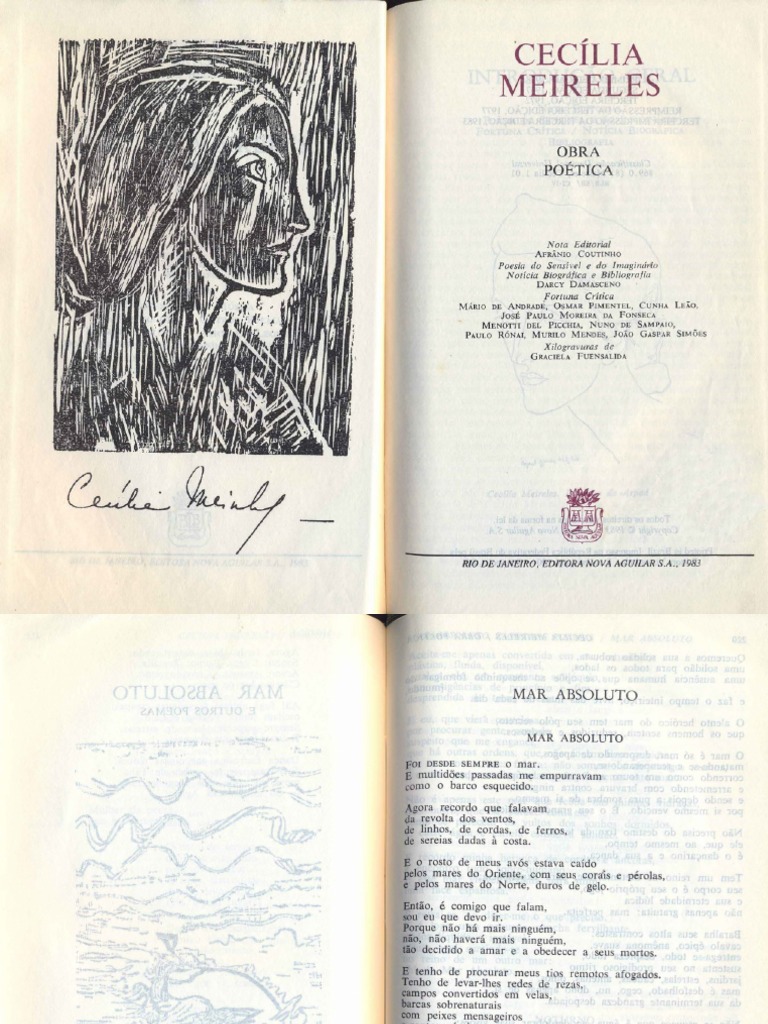 Cecília Meireles
CECÍLIA
MEIRELES
OBRA
POÉTICA
Nota Editorial
AFRÂNIO COUTINHO
Poesia do Sensível e do Imaginário
Notícia Biográfica e Bibliografia
DARCY DAMASCENO
Fortuna Crítica
MÁRIO DE ANDRADE, OSMAR PIMENTEL, CUNHA LEÃO,
JOSÉ PAULO MOREIRA DA FONSECA
MENOTTI DEL PICCHIA, NUNO DE SAMPAIO,
PAULO RÓNAI, MURILO MENDES, JOÃO GASPAR SIMÕES
Xilogravuras de
GRACIELA FUENSALIDA
RIO DE JANEIRO, EDITORA NOVA AGUILAR S.A., 1983
MAR ABSOLUTO
E OUTROS POEMAS
MAR ABSOLUTO
MAR ABSOLUTO
FOI DESDE SEMPRE o mar.
E multidões passadas me empurravam
como o barco esquecido.
Agora recordo que falavam
da revolta dos ventos,
de linhos, de cordas, de ferros,
de sereias dadas à costa.
E o rosto de meus avós estava caído
pelos mares do Oriente, com seus corais e pérolas,
e pelos mares do Norte, duros de gelo.
Então, é comigo que falam,
sou eu que devo ir.
Porque não há mais ninguém,
não, não haverá mais ninguém,
tão decidido a amar e a obedecer a seus mortos.
E tenho de procurar meus tios remotos afogados.
Tenho de levar-lhes redes de rezas,
campos convertidos em velas,
barcas sobrenaturais
com peixes mensageiros